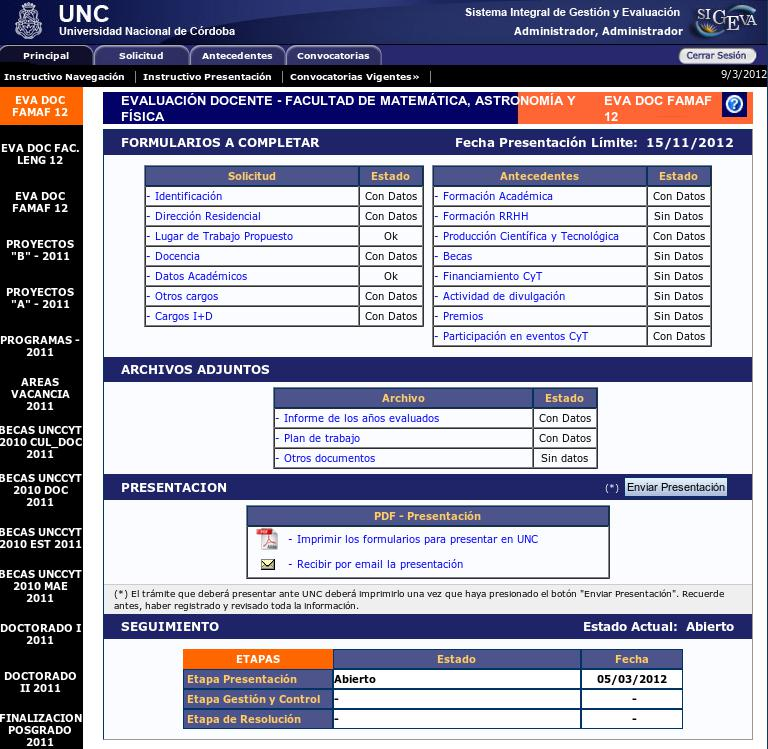 UNC
Universidad Nacional de Córdoba
Sistema Integral de Gestión y Evaluación
Administrador, Administrador
SIGEVA
Principal Solicitud Antecedentes Convocatorias
Cerrar Sesión
Instructivo Navegación | Instructivo Presentación | Convocatorias Vigentes» |
9/3/2012
EVA DOC
FAMAF 12
EVA DOC FAC.
LENG 12
EVA DOC
FAMAF 12
PROYECTOS
"B" - 2011
PROYECTOS
"A" - 2011
PROGRAMAS -
2011
AREAS
VACANCIA
2011
BECAS UNCCYT
2010 CUL_DOC
2011
BECAS UNCCYT
2010 DOC
2011
BECAS UNCCYT
2010 EST 2011
BECAS UNCCYT
2010 MAE
2011
DOCTORADO I
2011
DOCTORADO
II 2011
FINALIZACION
POSGRADO
2011
EVALUACIÓN DOCENTE - FACULTAD DE MATEMÁTICA, ASTRONOMÍA Y
FÍSICA
EVA DOC FAMAF
12
?
FORMULARIOS A COMPLETAR Fecha Presentación Límite: 15/11/2012
Solicitud Estado
- Identificación Con Datos
- Dirección Residencial Con Datos
- Lugar de Trabajo Propuesto Ok
- Docencia Con Datos
- Datos Académicos Ok
- Otros cargos Con Datos
- Cargos I+D Con Datos
Antecedentes Estado
- Formación Académica Con Datos
- Formación RRHH Sin Datos
- Producción Científica y Tecnológica Con Datos
- Becas Sin Datos
- Financiamiento CyT Sin Datos
- Actividad de divulgación Sin Datos
- Premios Sin Datos
- Participación en eventos CyT Con Datos
ARCHIVOS ADJUNTOS
Archivo Estado
- Informe de los años evaluados Con Datos
- Plan de trabajo Con Datos
- Otros documentos Sin datos
PRESENTACION (*) Enviar Presentación
PDF - Presentación
- Imprimir los formularios para presentar en UNC
- Recibir por email la presentación
(*) El trámite que deberá presentar ante UNC deberá imprimirlo una vez que haya presionado el botón "Enviar Presentación". Recuerde
antes, haber registrado y revisado toda la información.
SEGUIMIENTO Estado Actual: Abierto
ETAPAS Estado Fecha
Etapa Presentación Abierto 05/03/2012
Etapa Gestión y Control - -
Etapa de Resolución - -